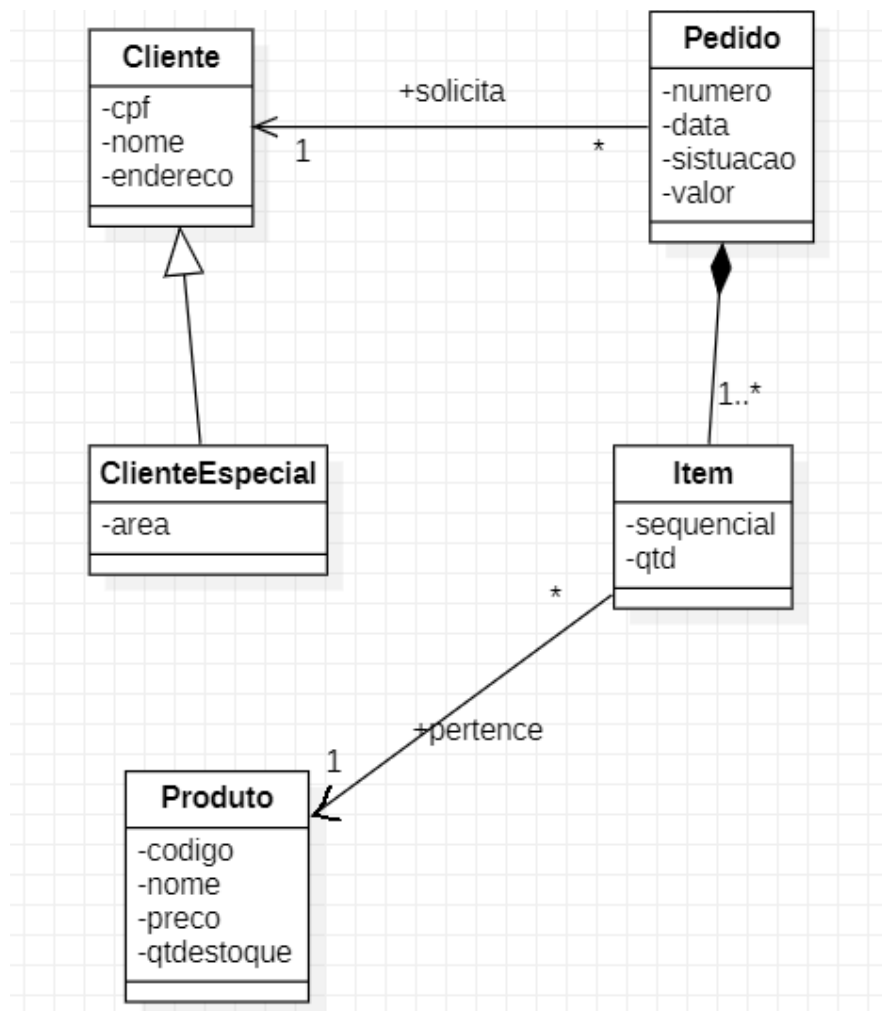 Cliente
-cpf
-nome
-endereco
+solicita
1
*
Pedido
-numero
-data
-sistuacao
-valor
1..*
ClienteEspecial
-area
Item
-sequencial
-qtd
*
+pertence
1
Produto
-codigo
-nome
-preco
-qtdestoque